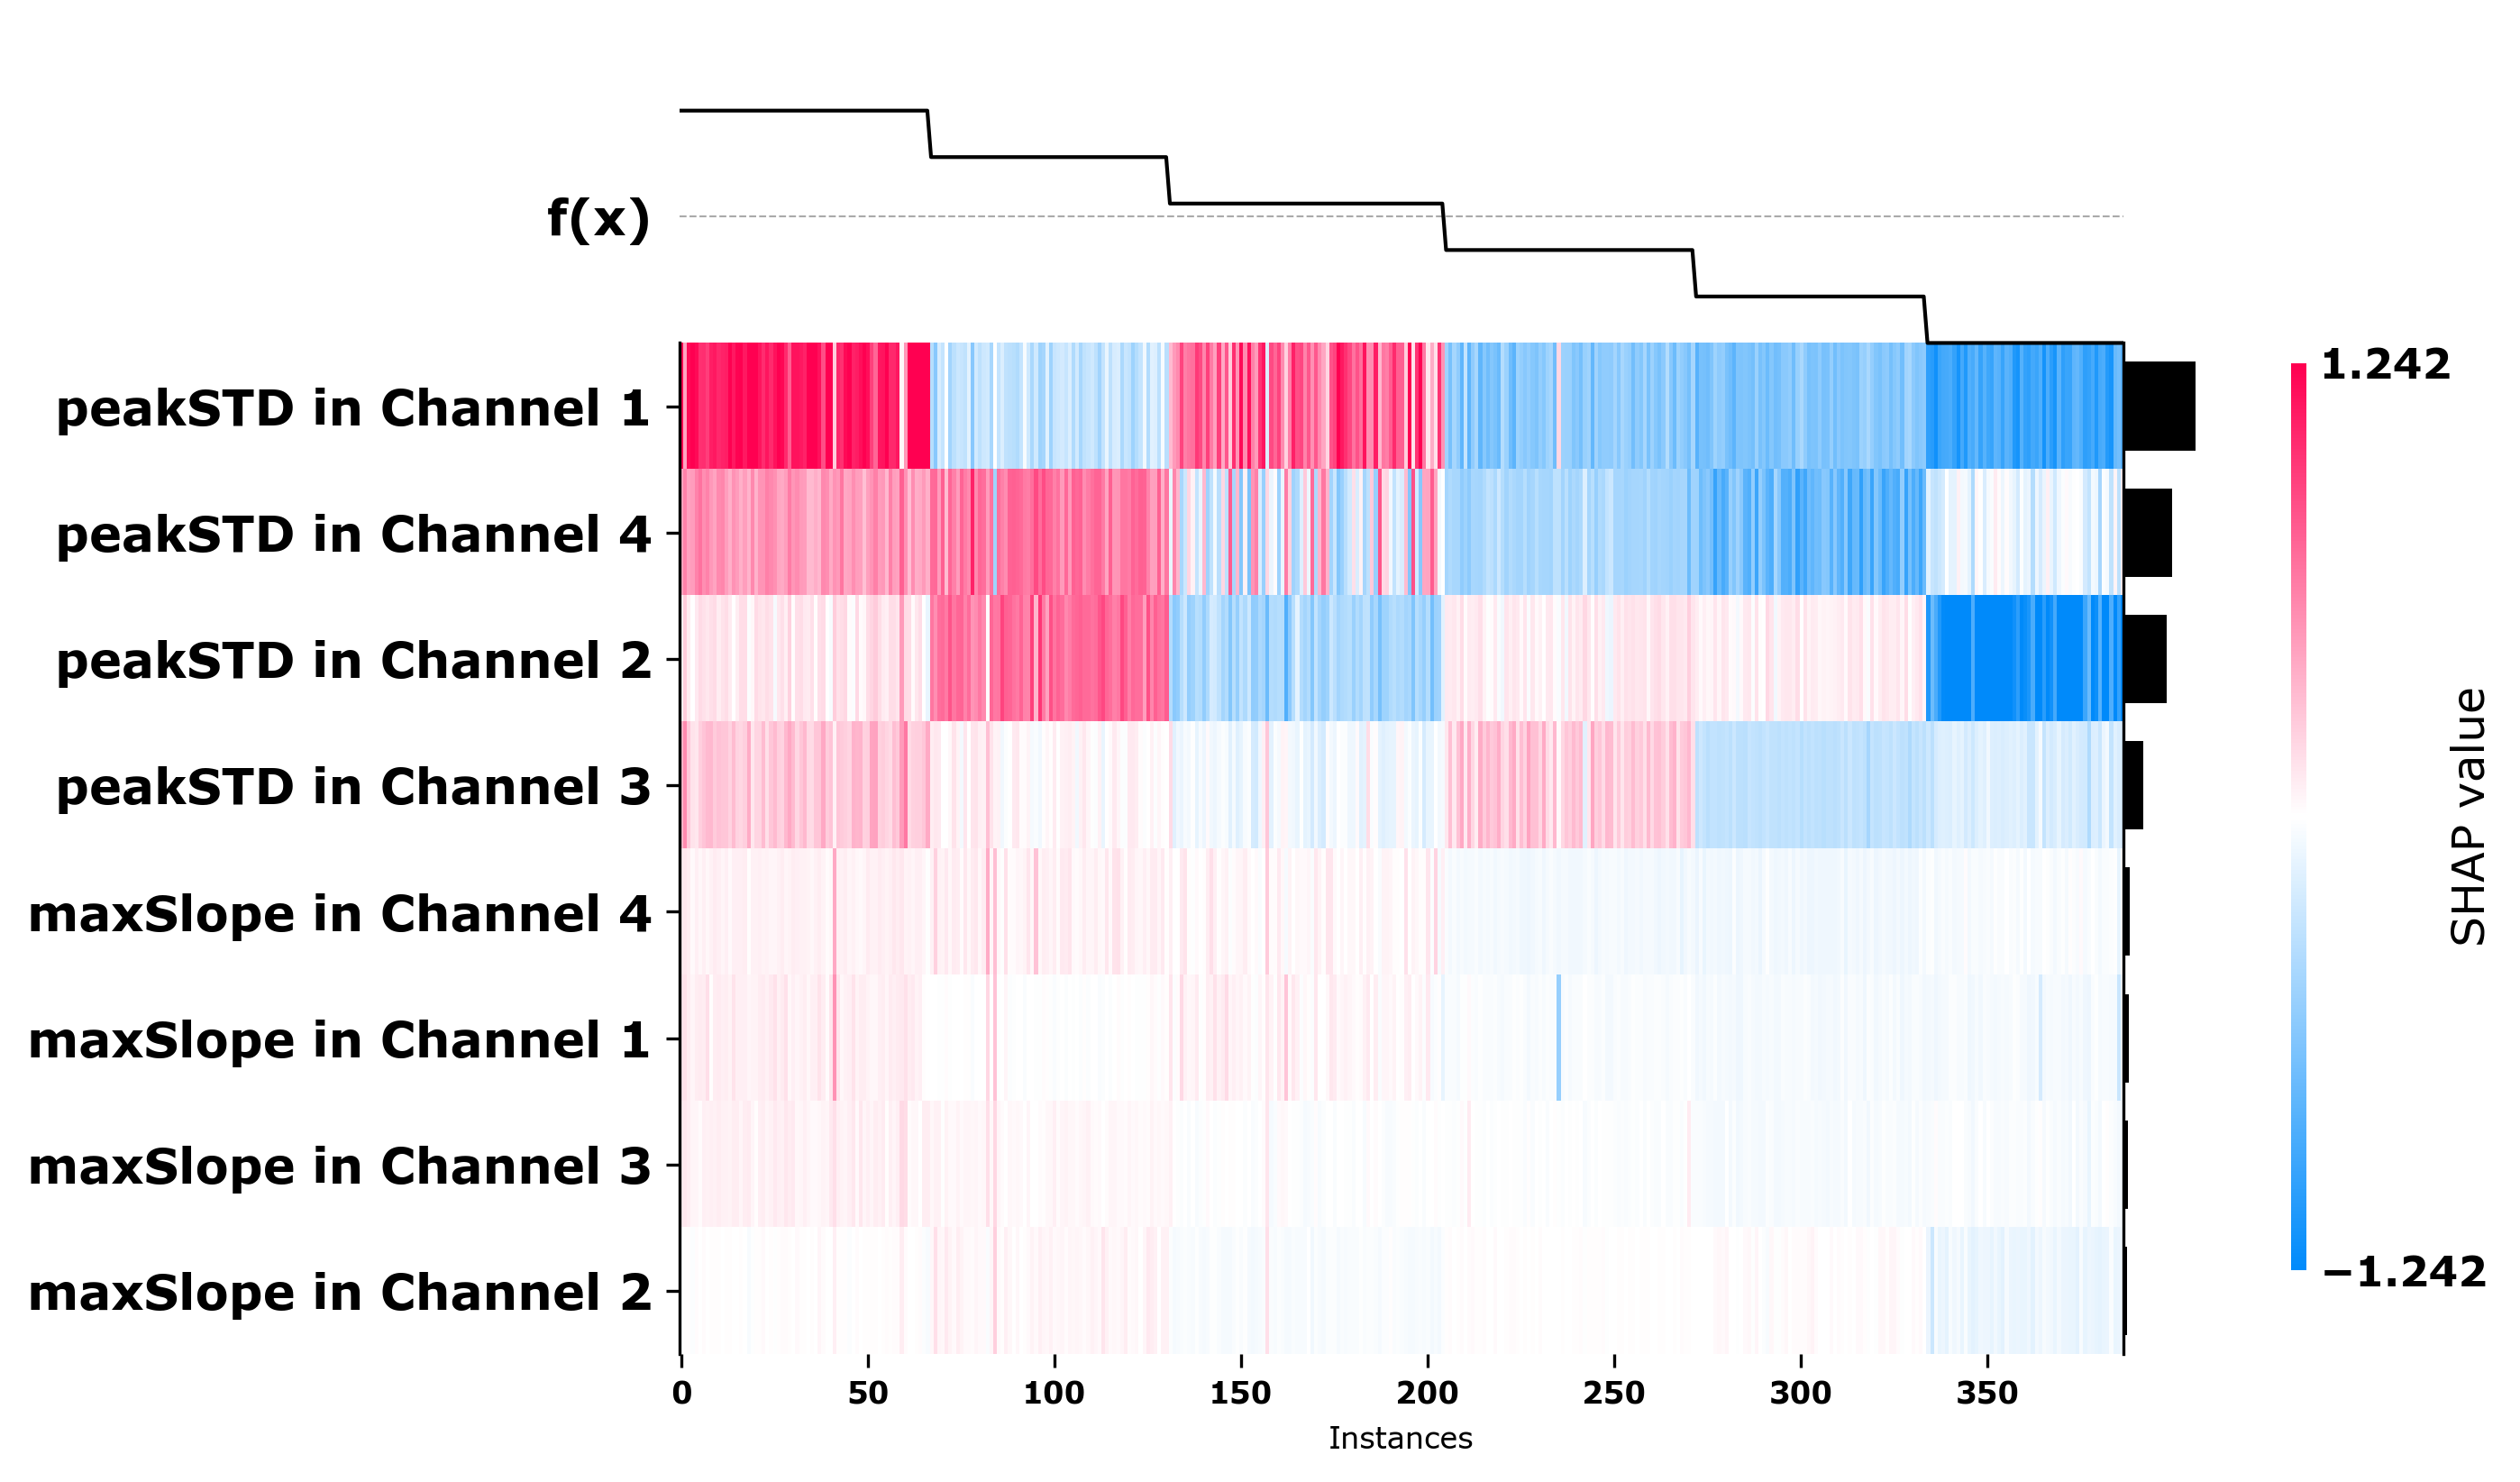 f(x)
peakSTD in Channel 1
peakSTD in Channel 4
peakSTD in Channel 2
peakSTD in Channel 3
maxSlope in Channel 4
maxSlope in Channel 1
maxSlope in Channel 3
maxSlope in Channel 2
0 50 100 150 200 250 300 350
Instances
1.242
SHAP value
−1.242